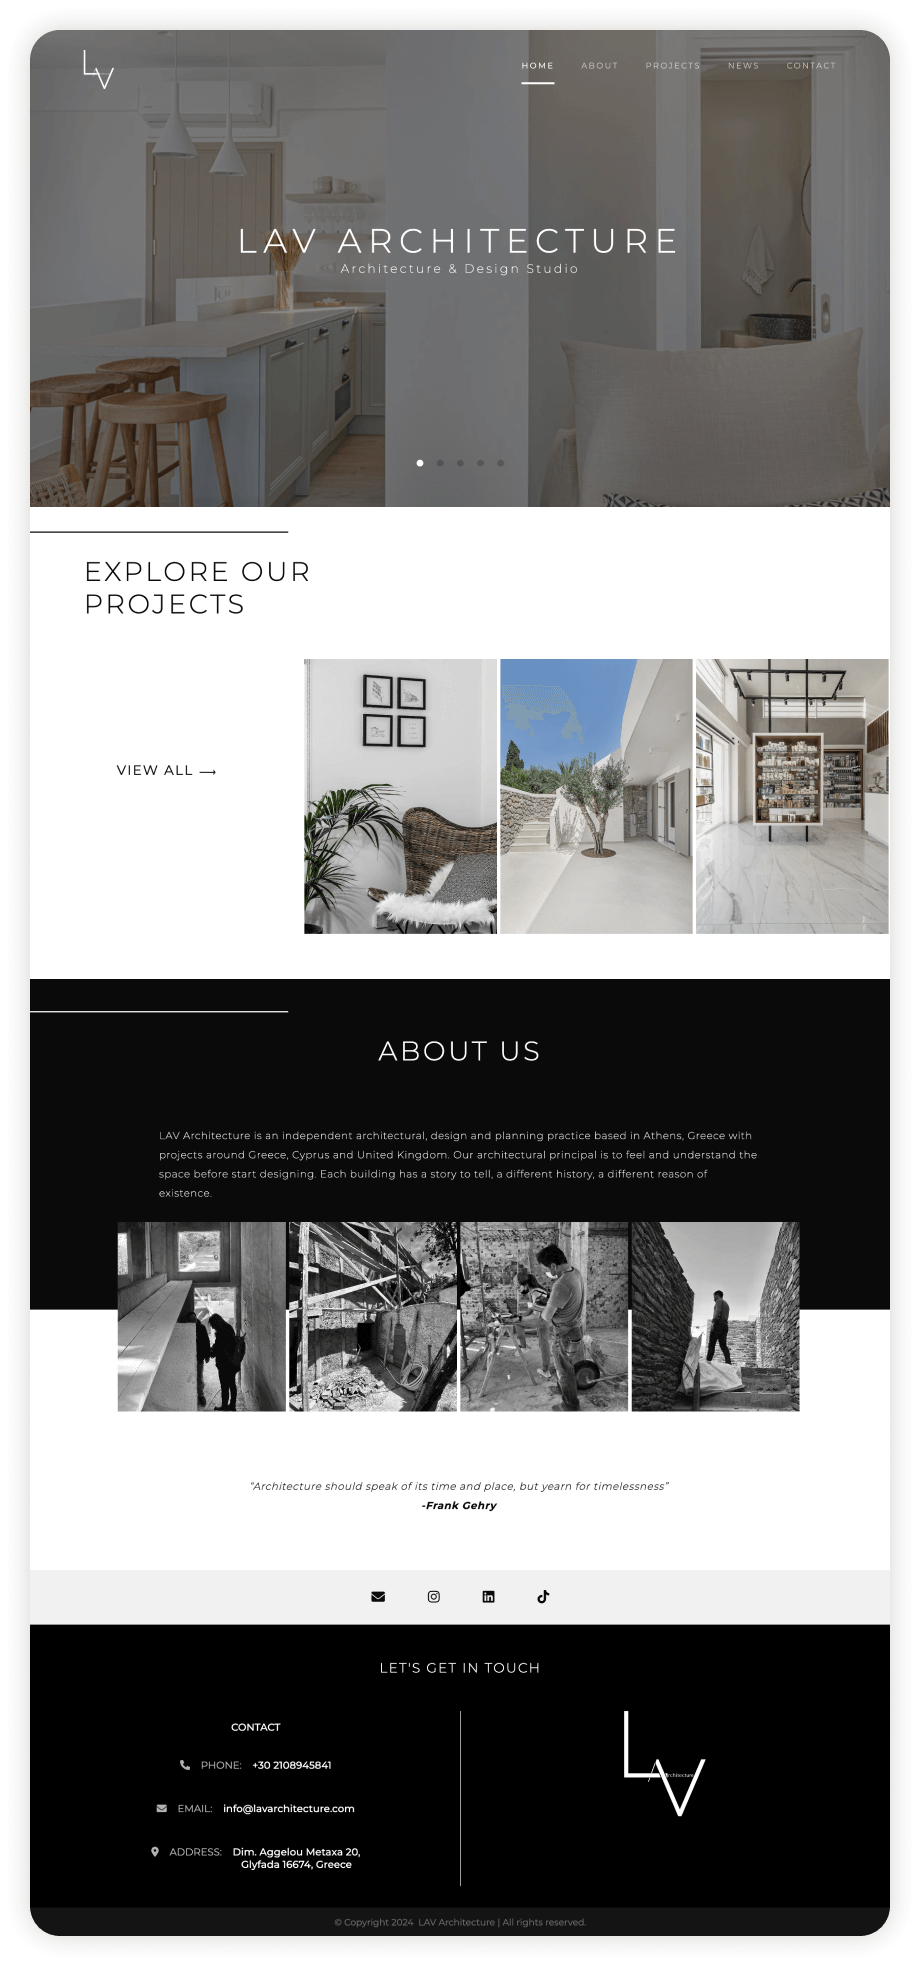 LAV
HOME ABOUT PROJECTS NEWS CONTACT
LAV ARCHITECTURE
Architecture & Design Studio
EXPLORE OUR
PROJECTS
VIEW ALL →
ABOUT US
LAV Architecture is an independent architectural, design and planning practice based in Athens, Greece with
projects around Greece, Cyprus and United Kingdom. Our architectural principal is to feel and understand the
space before start designing. Each building has a story to tell, a different history, a different reason of
existence.
“Architecture should speak of its time and place, but yearn for timelessness”
-Frank Gehry
LET'S GET IN TOUCH
CONTACT
PHONE: +30 2108945841
EMAIL: info@lavarchitecture.com
ADDRESS: Dim. Aggelou Metaxa 20,
Glyfada 16674, Greece
LAV
architecture
© Copyright 2024 LAV Architecture | All rights reserved.